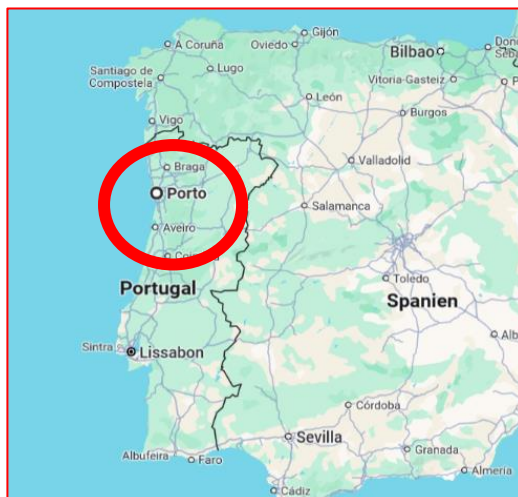 Gijón
A Coruña
Oviedo
Bilbao
Lugo
Santiago de
Compostela
Vitoria-Gasteiz
León
Vigo
Burgos
Braga
Valladolid
Porto
Salamanca
Aveiro
Portugal
Toledo
Spanien
Sintra
Lissabon
Córdoba
Sevilla
Albufeira
Faro
Granada
Almería
Cádiz